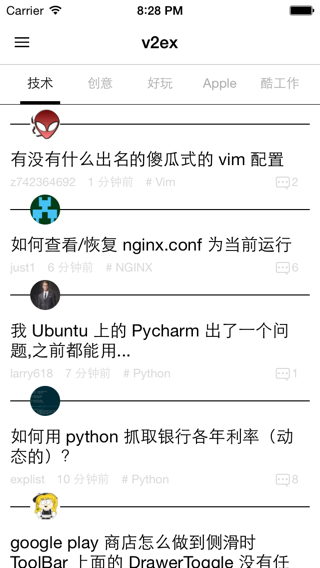 Carrier 8:28 PM
v2ex
技术 创意 好玩 Apple 酷工作
有没有什么出名的傻瓜式的 vim 配置
z742364692 1 分钟前 # Vim 2
如何查看/恢复 nginx.conf 为当前运行
just1 6 分钟前 # NGINX 6
我 Ubuntu 上的 Pycharm 出了一个问
题,之前都能用...
larry618 7 分钟前 # Python 1
如何用 python 抓取银行各年利率（动
态的）?
explist 10 分钟前 # Python 8
google play 商店怎么做到侧滑时
ToolBar 上面的 DrawerToggle 没有任